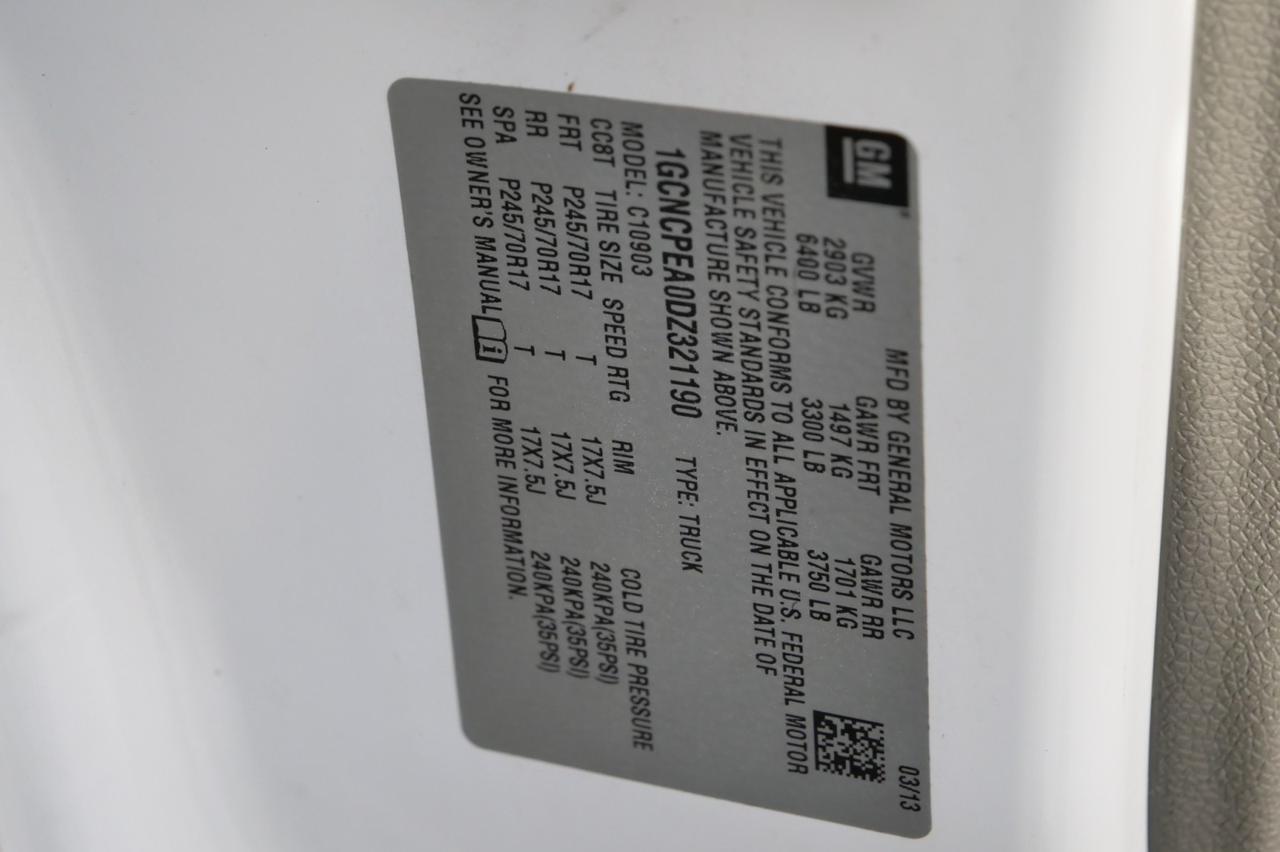 GM
MFD BY GENERAL MOTORS LLC 03/13
GVWR GAWR FRT GAWR RR
2903 KG 1497 KG 1701 KG
6400 LB 3300 LB 3750 LB
THIS VEHICLE CONFORMS TO ALL APPLICABLE U.S. FEDERAL MOTOR
VEHICLE SAFETY STANDARDS IN EFFECT ON THE DATE OF
MANUFACTURE SHOWN ABOVE.
1GCNCPEA0DZ321190 TYPE: TRUCK
MODEL: C10903
CC8T TIRE SIZE SPEED RTG RIM COLD TIRE PRESSURE
FRT P245/70R17 T 17X7.5J 240KPA(35PSI)
RR P245/70R17 T 17X7.5J 240KPA(35PSI)
SPA P245/70R17 T 17X7.5J 240KPA(35PSI)
SEE OWNER'S MANUAL FOR MORE INFORMATION.